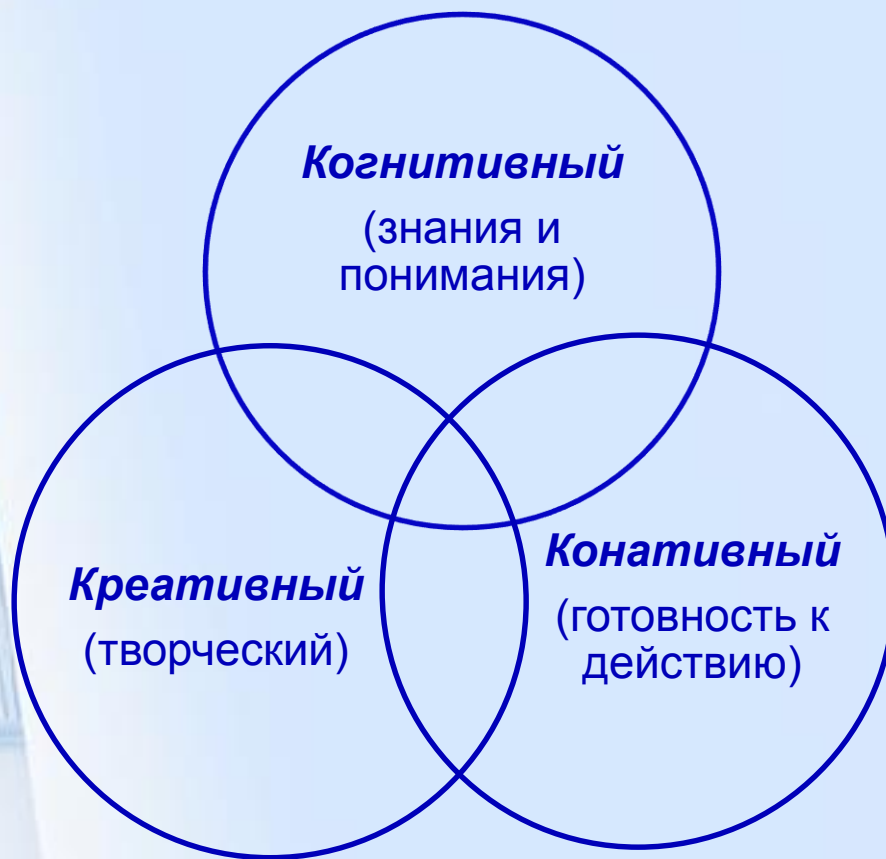 Когнитивный
(знания и
понимания)
Креативный
(творческий)
Конативный
(готовность к
действию)